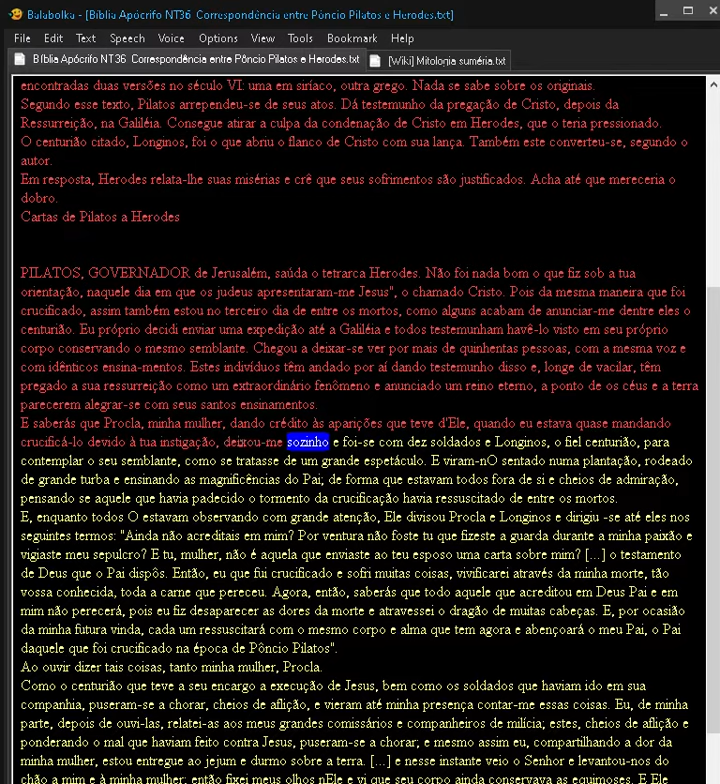 Balabolka - [Bíblia Apócrifo NT36 Correspondência entre Pôncio Pilatos e Herodes.txt]
File Edit Text Speech Voice Options View Tools Bookmark Help
Bíblia Apócrifo NT36 Correspondência entre Pôncio Pilatos e Herodes.txt [Wiki] Mitologia suméria.txt
encontradas duas versões no século VI: uma em siríaco, outra grego. Nada se sabe sobre os originais.
Segundo esse texto, Pilatos arrependeu-se de seus atos. Dá testemunho da pregação de Cristo, depois da
Ressurreição, na Galiléia. Consegue atirar a culpa da condenação de Cristo em Herodes, que o teria pressionado.
O centurião citado, Longinos, foi o que abriu o flanco de Cristo com sua lança. Também este converteu-se, segundo o
autor.
Em resposta, Herodes relata-lhe suas misérias e crê que seus sofrimentos são justificados. Acha até que mereceria o
dobro.
Cartas de Pilatos a Herodes
PILATOS, GOVERNADOR de Jerusalém, saúda o tetrarca Herodes. Não foi nada bom o que fiz sob a tua
orientação, naquele dia em que os judeus apresentaram-me Jesus", o chamado Cristo. Pois da mesma maneira que foi
crucificado, assim também estou no terceiro dia de entre os mortos, como alguns acabam de anunciar-me dentre eles o
centurião. Eu próprio decidi enviar uma expedição até a Galiléia e todos testemunham havê-lo visto em seu próprio
corpo conservando o mesmo semblante. Chegou a deixar-se ver por mais de quinhentas pessoas, com a mesma voz e
com idênticos ensina-mentos. Estes indivíduos têm andado por aí dando testemunho disso e, longe de vacilar, têm
pregado a sua ressurreição como um extraordinário fenômeno e anunciado um reino eterno, a ponto de os céus e a terra
parecerem alegrar-se com seus santos ensinamentos.
E saberás que Procla, minha mulher, dando crédito às aparições que teve d'Ele, quando eu estava quase mandando
crucificá-lo devido à tua instigação, deixou-me sozinho e foi-se com dez soldados e Longinos, o fiel centurião, para
contemplar o seu semblante, como se tratasse de um grande espetáculo. E viram-nO sentado numa plantação, rodeado
de grande turba e ensinando as magnificências do Pai; de forma que estavam todos fora de si e cheios de admiração,
pensando se aquele que havia padecido o tormento da crucificação havia ressuscitado de entre os mortos.
E, enquanto todos O estavam observando com grande atenção, Ele divisou Procla e Longinos e dirigiu -se até eles nos
seguintes termos: "Ainda não acreditais em mim? Por ventura não foste tu que fizeste a guarda durante a minha paixão e
vigiaste meu sepulcro? E tu, mulher, não é aquela que enviaste ao teu esposo uma carta sobre mim? [...] o testamento
de Deus que o Pai dispôs. Então, eu que fui crucificado e sofri muitas coisas, vivificarei através da minha morte, tão
vossa conhecida, toda a carne que pereceu. Agora, então, saberás que todo aquele que acreditou em Deus Pai e em
mim não perecerá, pois eu fiz desaparecer as dores da morte e atravessei o dragão de muitas cabeças. E, por ocasião
da minha futura vinda, cada um ressuscitará com o mesmo corpo e alma que tem agora e abençoará o meu Pai, o Pai
daquele que foi crucificado na época de Pôncio Pilatos".
Ao ouvir dizer tais coisas, tanto minha mulher, Procla.
Como o centurião que teve a seu encargo a execução de Jesus, bem como os soldados que haviam ido em sua
companhia, puseram-se a chorar, cheios de aflição, e vieram até minha presença contar-me essas coisas. Eu, de minha
parte, depois de ouvi-las, relatei-as aos meus grandes comissários e companheiros de milícia; estes, cheios de aflição e
ponderando o mal que haviam feito contra Jesus, puseram-se a chorar; e mesmo assim eu, compartilhando a dor da
minha mulher, estou entregue ao jejum e durmo sobre a terra. [...] e nesse instante veio o Senhor e levantou-nos do
chão a mim e à minha mulher; então fixei meus olhos nEle e vi que seu corpo ainda conservava as equimoses. E Ele